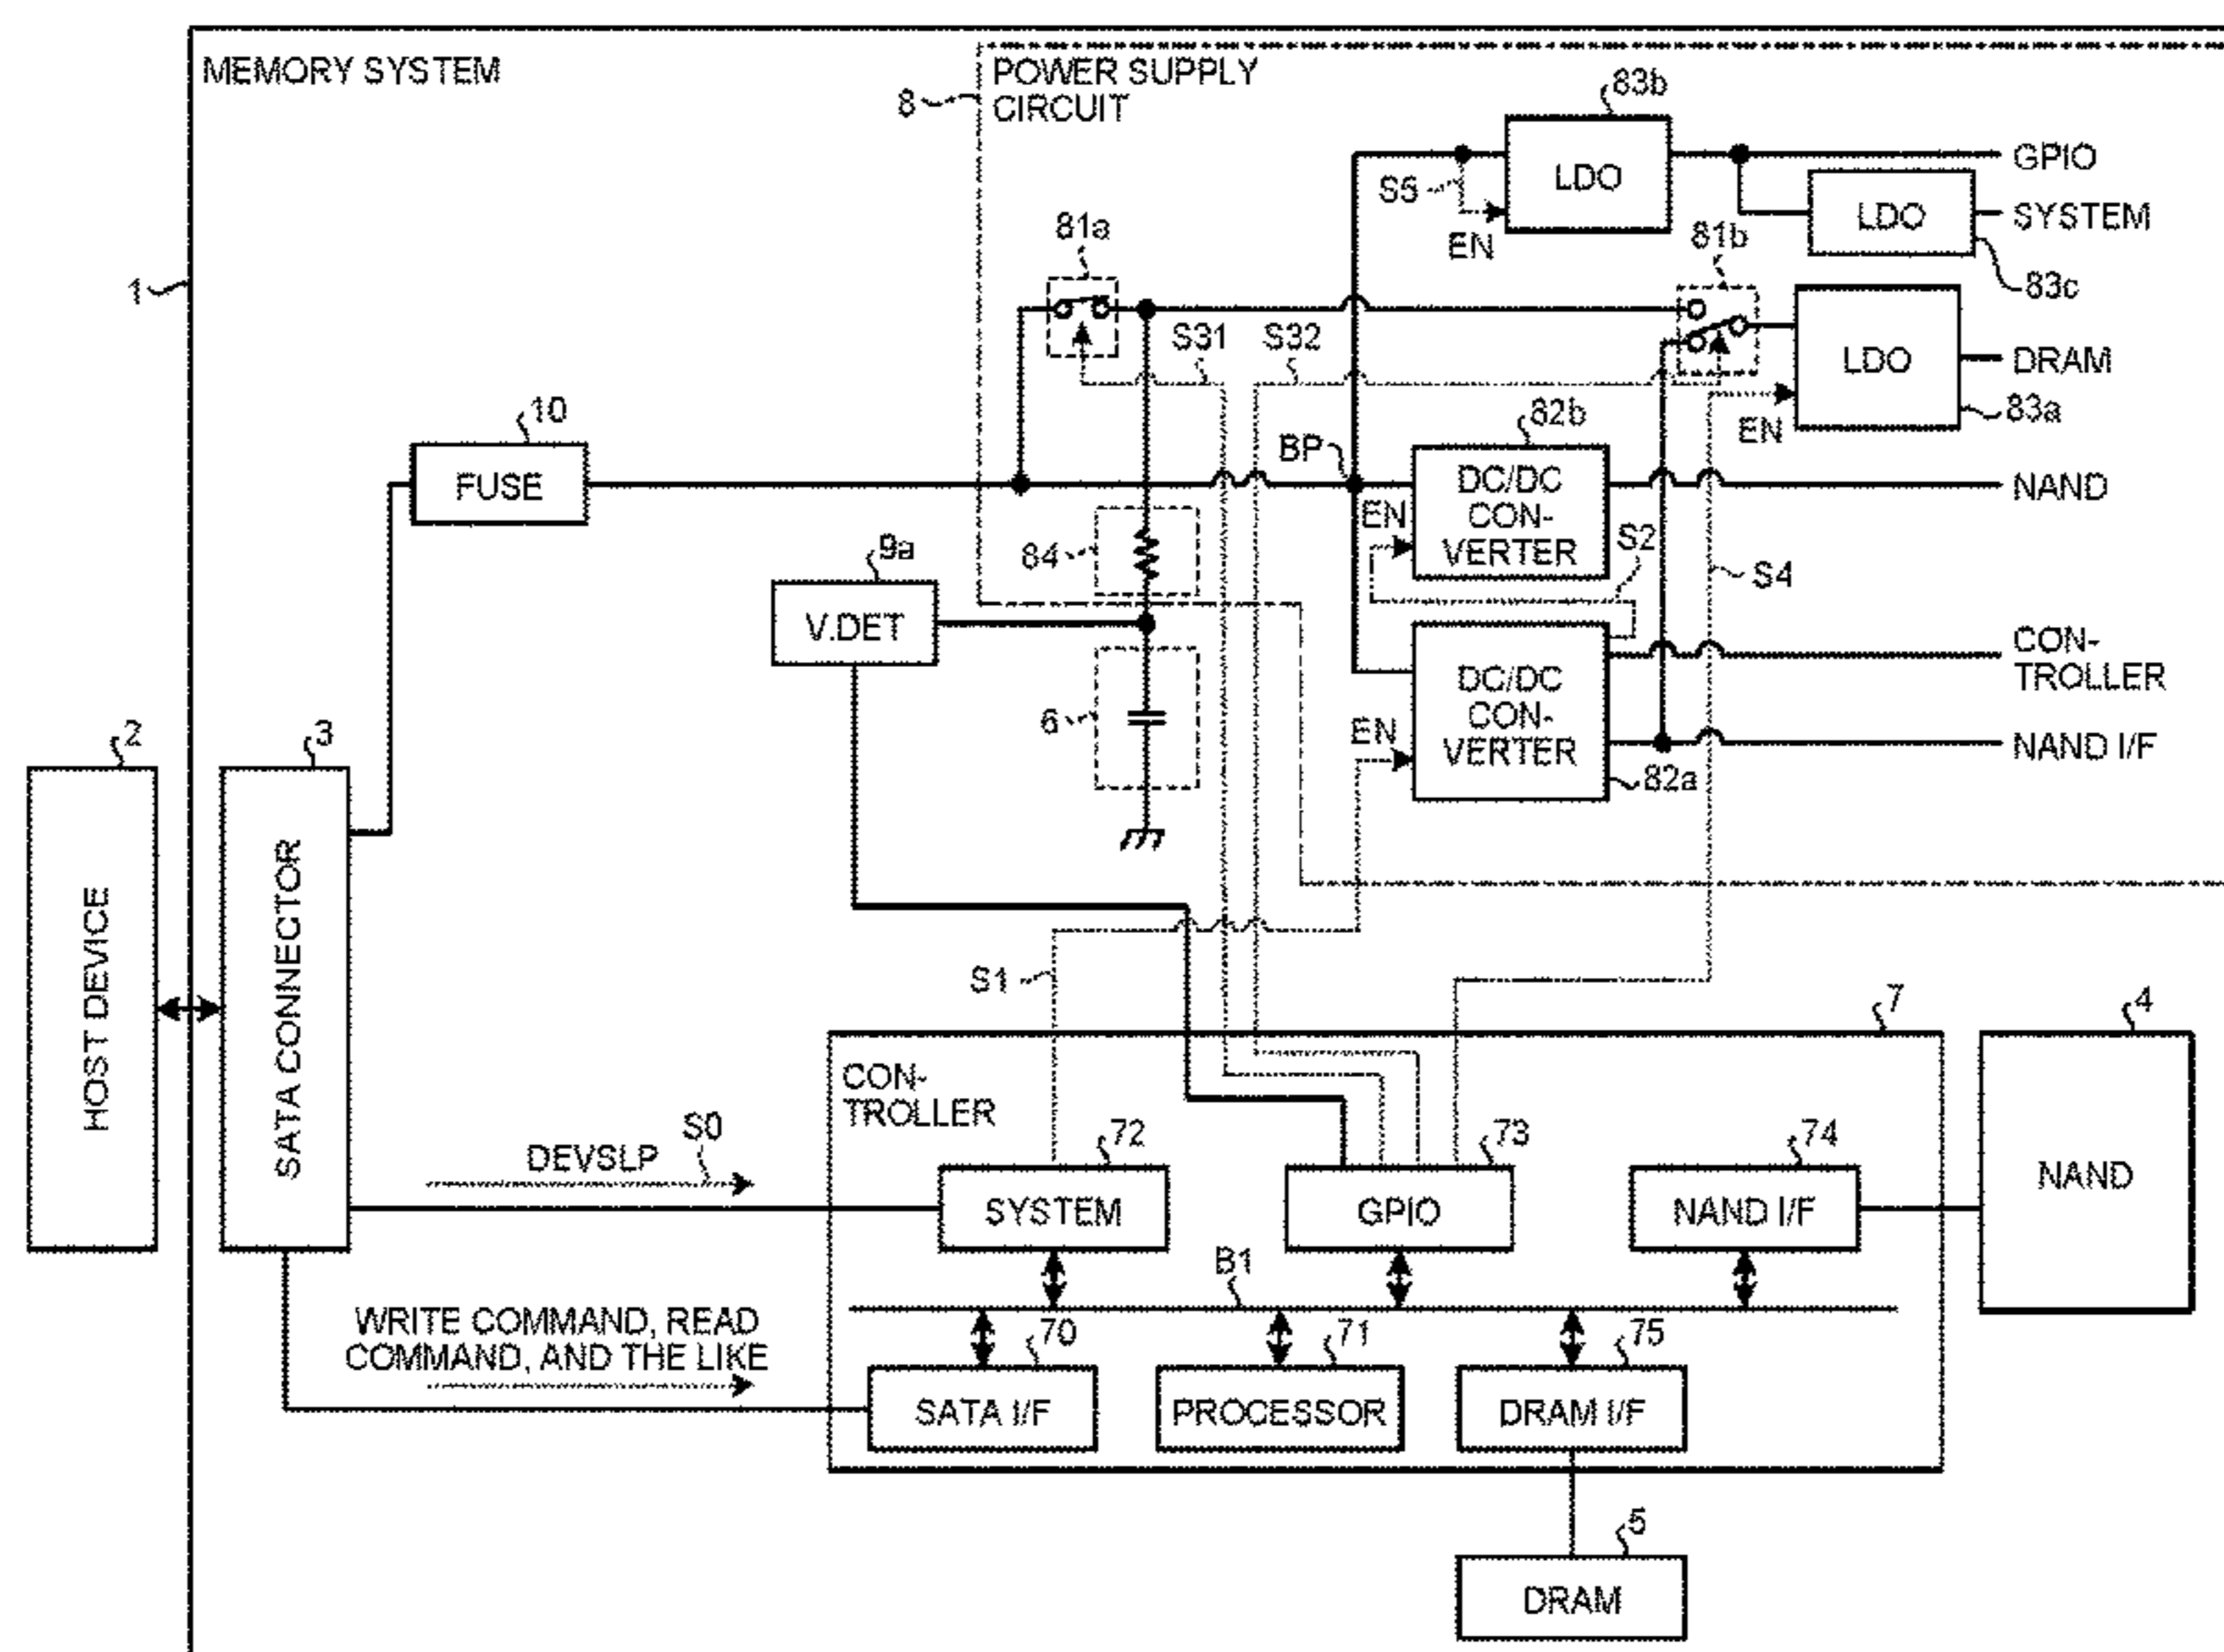 MEMORY SYSTEM
POWER SUPPLY
CIRCUIT
8
83b
LDO
GPIO
S5
EN
LDO
SYSTEM
83c
81a
81b
1
S31
S32
LDO
DRAM
83a
EN
10
FUSE
BP
82b
DC/DC
CON-
VERTER
EN
NAND
S2
S4
84
9a
V.DET
6
DC/DC
CON-
VERTER
EN
82a
CON-
TROLLER
NAND I/F
2
HOST DEVICE
3
SATA CONNECTOR
S1
7
4
NAND
CON-
TROLLER
DEVSLP
S0
72
SYSTEM
73
GPIO
74
NAND I/F
B1
WRITE COMMAND, READ
COMMAND, AND THE LIKE
70
SATA I/F
71
PROCESSOR
75
DRAM I/F
5
DRAM